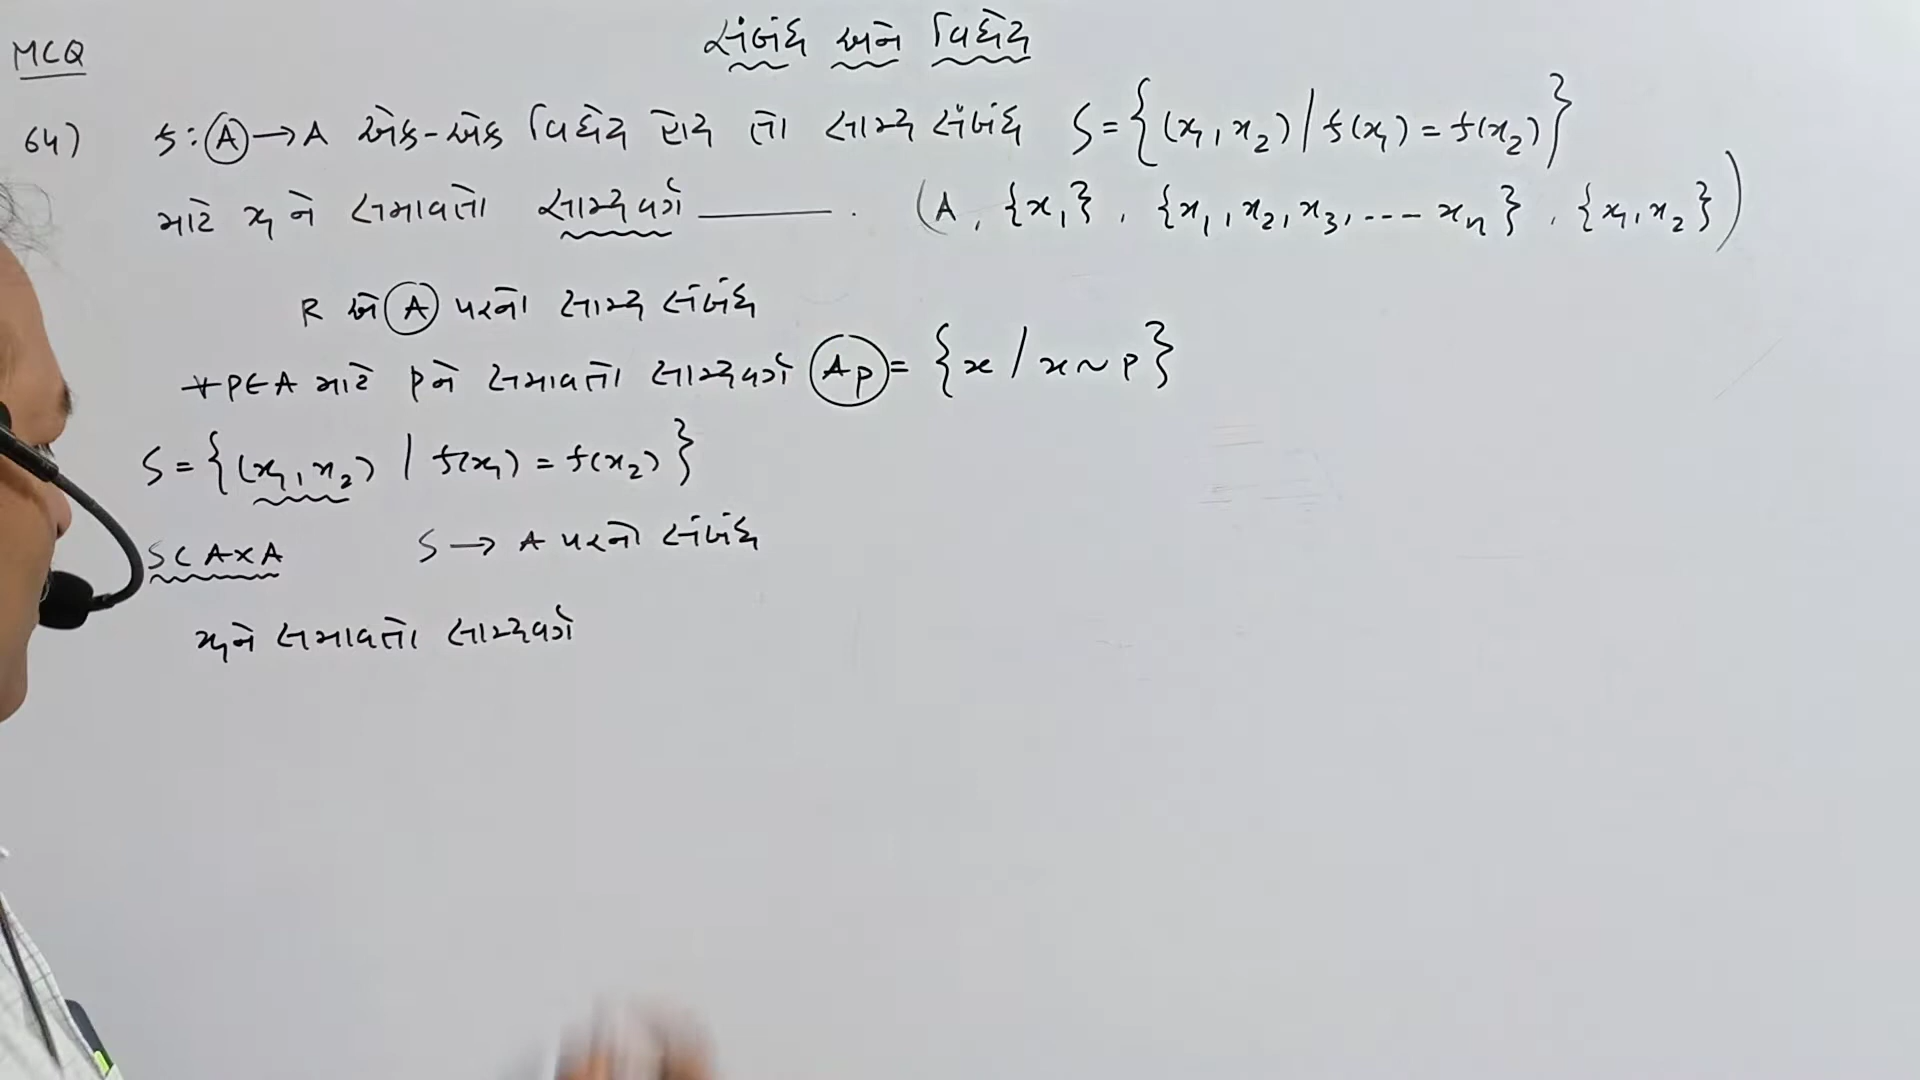 MCQ
સંબંધ અને વિધેય
64) f : A → A એક-એક વિધેય હોય તો સામ્ય સંબંધ S = {(x₁, x₂) / f(x₁) = f(x₂)}
માટે x₁ ને સમાવતો સામ્યવર્ગ ______ . (A, {x₁}, {x₁, x₂, x₃, ---- xₙ}, {x₁, x₂})
R એ A પરનો સામ્ય સંબંધ
∀ P ∈ A માટે P ને સમાવતો સામ્યવર્ગ Ap = {x / x ~ P}
S = {(x₁, x₂) / f(x₁) = f(x₂)}
S ⊂ A×A S → A પરનો સંબંધ
x₁ ને સમાવતો સામ્યવર્ગ